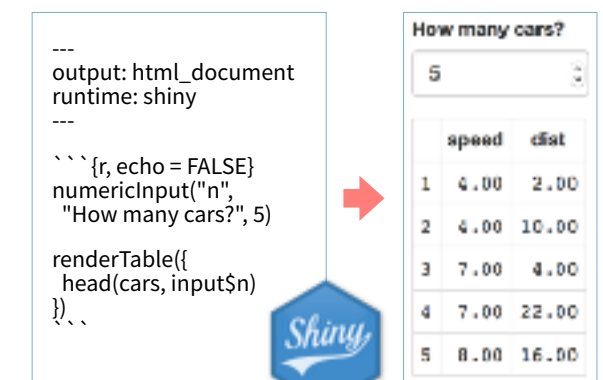 ---
output: html_document
runtime: shiny
---
```{r, echo = FALSE}
numericInput("n",
  "How many cars?", 5)
renderTable({
  head(cars, input$n)
})
```
Shiny
How many cars?
5
speed dist
1 4.00 2.00
2 4.00 10.00
3 7.00 4.00
4 7.00 22.00
5 8.00 16.00